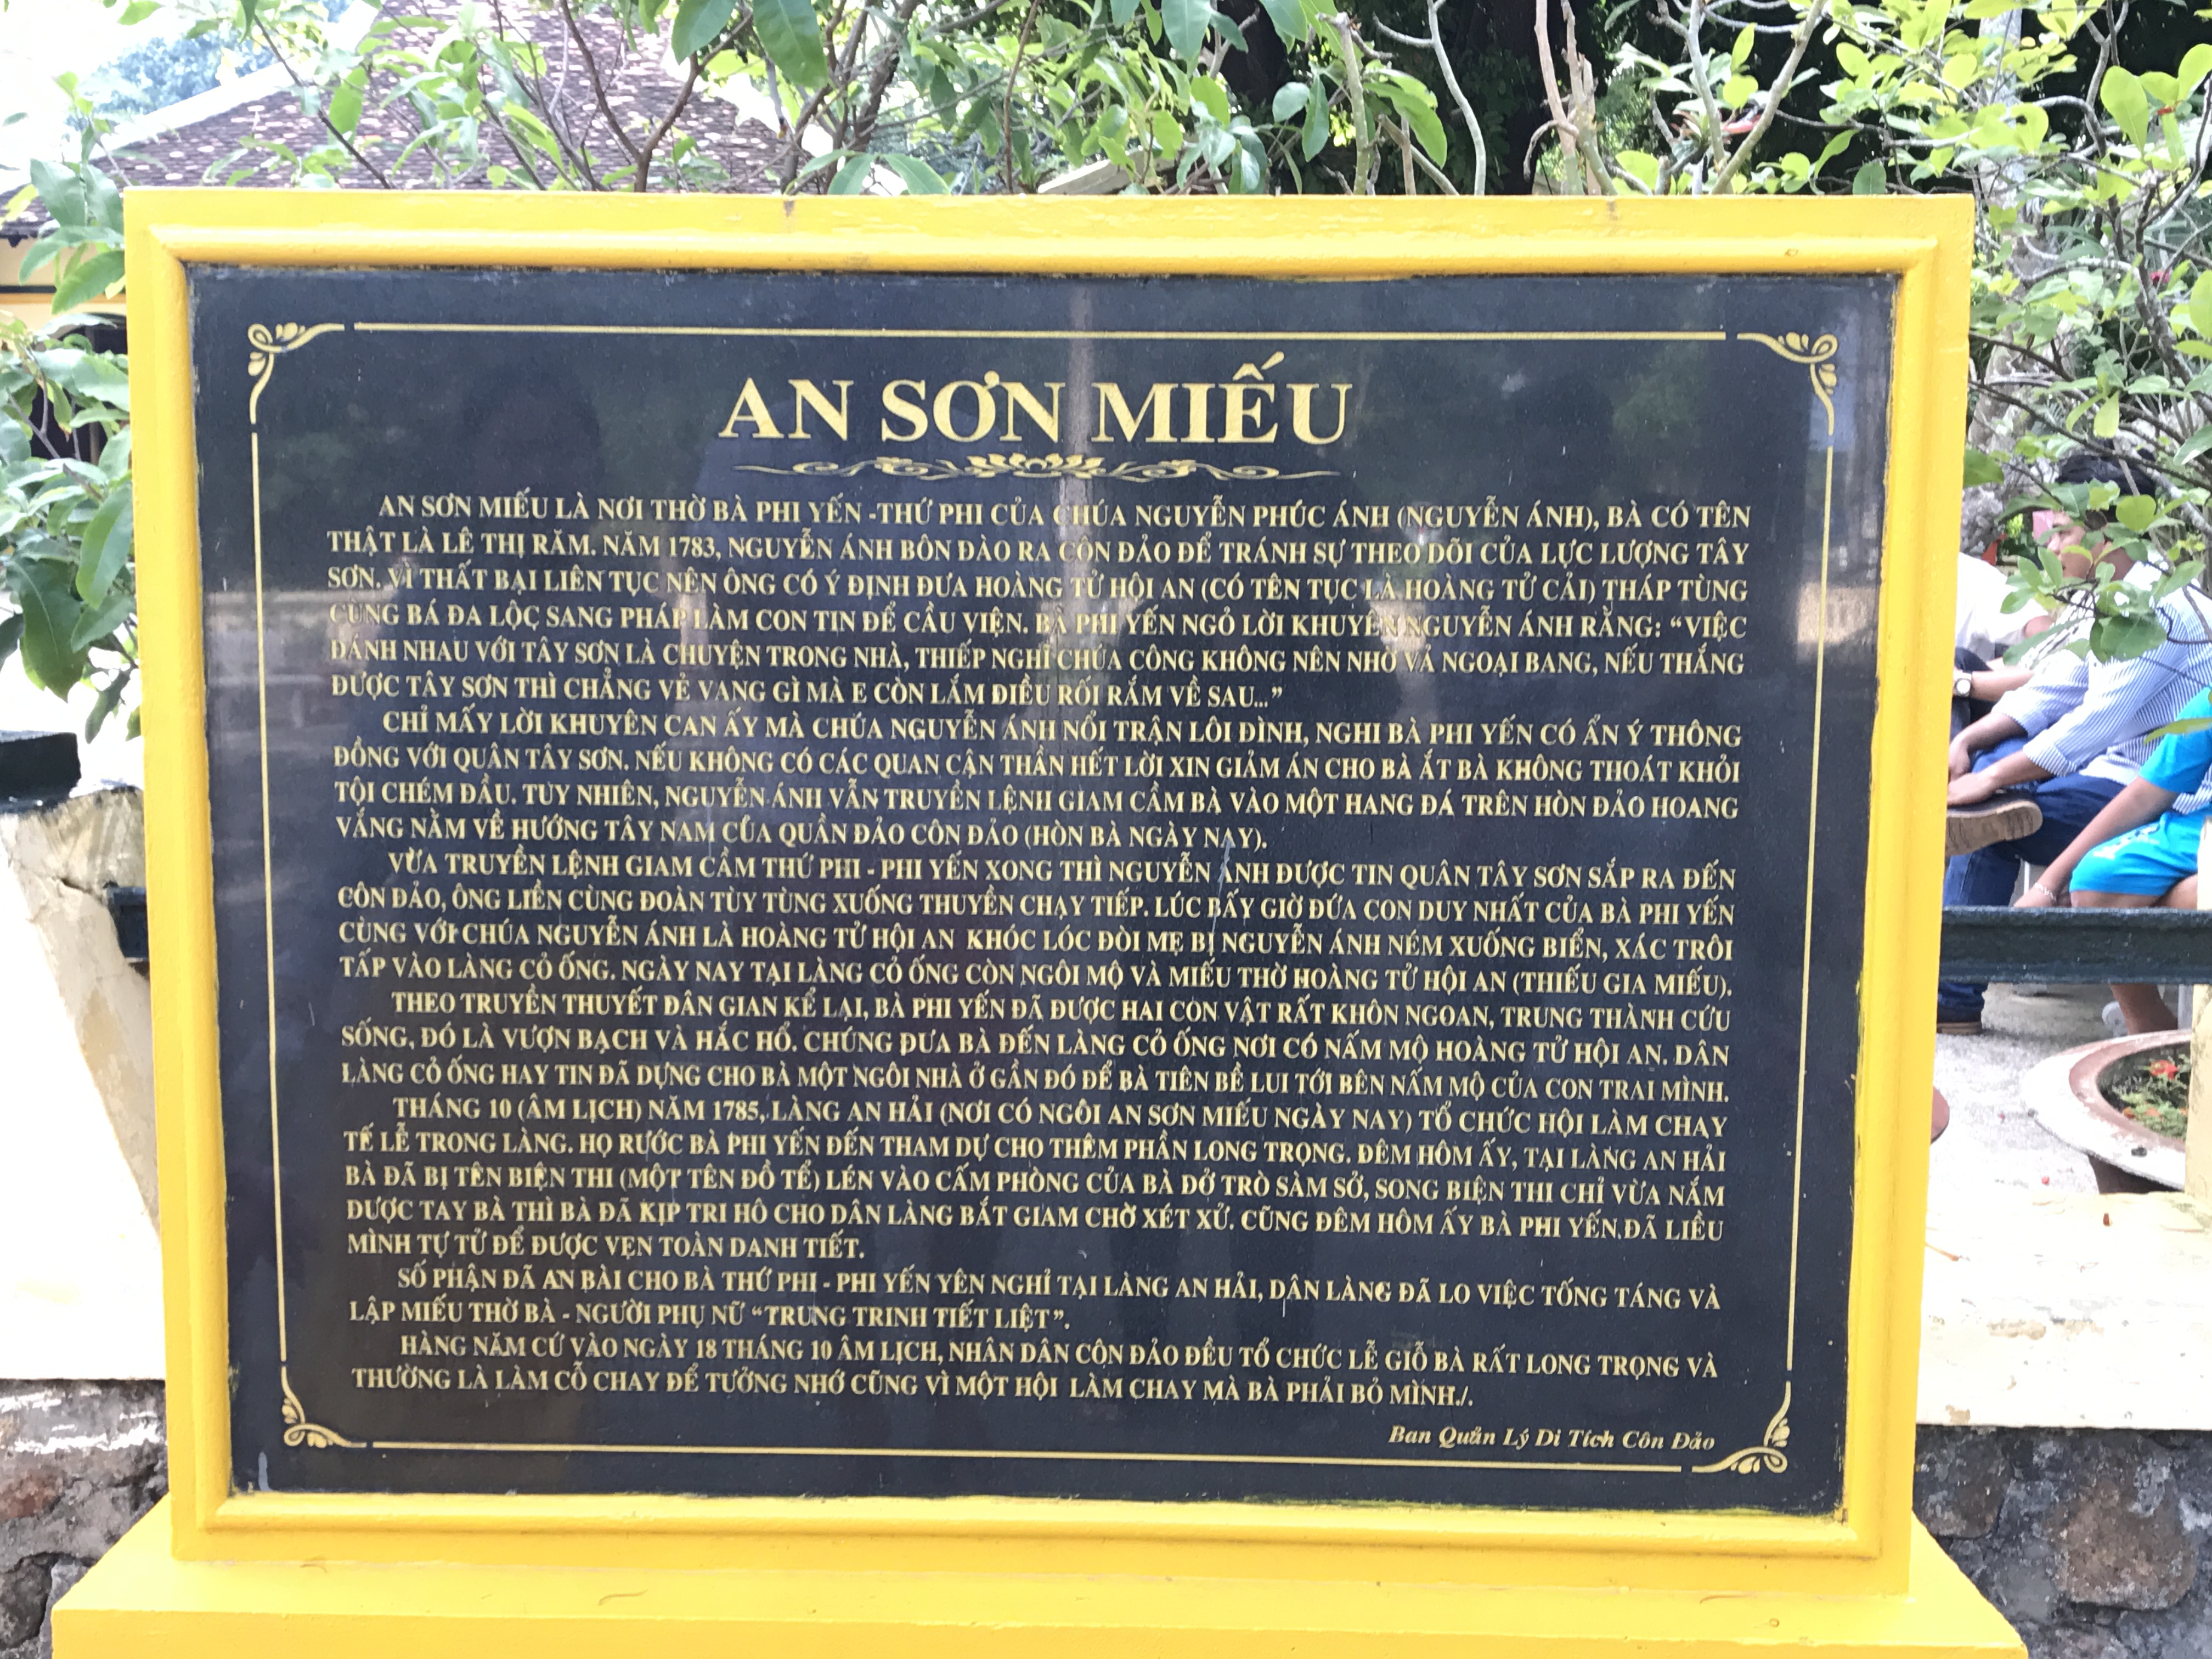 AN SƠN MIẾU
AN SƠN MIẾU LÀ NƠI THỜ BÀ PHI YẾN -THỨ PHI CỦA CHÚA NGUYỄN PHÚC ÁNH (NGUYỄN ÁNH), BÀ CÓ TÊN
THẬT LÀ LÊ THỊ RĂM. NĂM 1783, NGUYỄN ÁNH BÔN ĐÀO RA CÔN ĐẢO ĐỂ TRÁNH SỰ THEO DÕI CỦA LỰC LƯỢNG TÂY
SƠN. VÌ THẤT BẠI LIÊN TỤC NÊN ÔNG CÓ Ý ĐỊNH ĐƯA HOÀNG TỬ HỘI AN (CÓ TÊN TỤC LÀ HOÀNG TỬ CẢI) THÁP TÙNG
CÙNG BÁ ĐA LỘC SANG PHÁP LÀM CON TIN ĐỂ CẦU VIỆN. BÀ PHI YẾN NGỎ LỜI KHUYÊN NGUYỄN ÁNH RẰNG: “VIỆC
ĐÁNH NHAU VỚI TÂY SƠN LÀ CHUYỆN TRONG NHÀ, THIẾP NGHĨ CHÚA CÔNG KHÔNG NÊN NHỜ VẢ NGOẠI BANG, NẾU THẮNG
ĐƯỢC TÂY SƠN THÌ CHẲNG VẺ VANG GÌ MÀ E CÒN LẮM ĐIỀU RỐI RẮM VỀ SAU...”
CHỈ MẤY LỜI KHUYÊN CAN ẤY MÀ CHÚA NGUYỄN ÁNH NỔI TRẬN LÔI ĐÌNH, NGHI BÀ PHI YẾN CÓ ẨN Ý THÔNG
ĐỒNG VỚI QUÂN TÂY SƠN. NẾU KHÔNG CÓ CÁC QUAN CẬN THẦN HẾT LỜI XIN GIẢM ÁN CHO BÀ ẮT BÀ KHÔNG THOÁT KHỎI
TỘI CHÉM ĐẦU. TUY NHIÊN, NGUYỄN ÁNH VẪN TRUYỀN LỆNH GIAM CẦM BÀ VÀO MỘT HANG ĐÁ TRÊN HÒN ĐẢO HOANG
VẮNG NẰM VỀ HƯỚNG TÂY NAM CỦA QUẦN ĐẢO CÔN ĐẢO (HÒN BÀ NGÀY NAY).
VỪA TRUYỀN LỆNH GIAM CẦM THỨ PHI - PHI YẾN XONG THÌ NGUYỄN ÁNH ĐƯỢC TIN QUÂN TÂY SƠN SẮP RA ĐẾN
CÔN ĐẢO, ÔNG LIỀN CÙNG ĐOÀN TÙY TÙNG XUỐNG THUYỀN CHẠY TIẾP. LÚC BẤY GIỜ ĐỨA CON DUY NHẤT CỦA BÀ PHI YẾN
CÙNG VỚI CHÚA NGUYỄN ÁNH LÀ HOÀNG TỬ HỘI AN KHÓC LÓC ĐÒI MẸ BỊ NGUYỄN ÁNH NÉM XUỐNG BIỂN, XÁC TRÔI
TẤP VÀO LÀNG CỎ ỐNG. NGÀY NAY TẠI LÀNG CỎ ỐNG CÒN NGÔI MỘ VÀ MIẾU THỜ HOÀNG TỬ HỘI AN (THIẾU GIA MIẾU).
THEO TRUYỀN THUYẾT DÂN GIAN KỂ LẠI, BÀ PHI YẾN ĐÃ ĐƯỢC HAI CON VẬT RẤT KHÔN NGOAN, TRUNG THÀNH CỨU
SỐNG, ĐÓ LÀ VƯỢN BẠCH VÀ HẮC HỔ. CHÚNG ĐƯA BÀ ĐẾN LÀNG CỎ ỐNG NƠI CÓ NẤM MỘ HOÀNG TỬ HỘI AN. DÂN
LÀNG CỎ ỐNG HAY TIN ĐÃ DỰNG CHO BÀ MỘT NGÔI NHÀ Ở GẦN ĐÓ ĐỂ BÀ TIÊN BỀ LUI TỚI BÊN NẤM MỘ CỦA CON TRAI MÌNH.
THÁNG 10 (ÂM LỊCH) NĂM 1785, LÀNG AN HẢI (NƠI CÓ NGÔI AN SƠN MIẾU NGÀY NAY) TỔ CHỨC HỘI LÀM CHAY
TẾ LỄ TRONG LÀNG. HỌ RƯỚC BÀ PHI YẾN ĐẾN THAM DỰ CHO THÊM PHẦN LONG TRỌNG. ĐÊM HÔM ẤY, TẠI LÀNG AN HẢI
BÀ ĐÃ BỊ TÊN BIỆN THI (MỘT TÊN ĐỒ TỂ) LÉN VÀO CẤM PHÒNG CỦA BÀ ĐỞ TRÒ SÀM SỞ, SONG BIỆN THI CHỈ VỪA NẮM
ĐƯỢC TAY BÀ THÌ BÀ ĐÃ KỊP TRI HÔ CHO DÂN LÀNG BẮT GIAM CHỜ XÉT XỬ. CŨNG ĐÊM HÔM ẤY BÀ PHI YẾN ĐÃ LIỀU
MÌNH TỰ TỬ ĐỂ ĐƯỢC VẸN TOÀN DANH TIẾT.
SỐ PHẬN ĐÃ AN BÀI CHO BÀ THỨ PHI - PHI YẾN YÊN NGHỈ TẠI LÀNG AN HẢI, DÂN LÀNG ĐÃ LO VIỆC TỐNG TÁNG VÀ
LẬP MIẾU THỜ BÀ - NGƯỜI PHỤ NỮ “TRUNG TRINH TIẾT LIỆT”.
HÀNG NĂM CỨ VÀO NGÀY 18 THÁNG 10 ÂM LỊCH, NHÂN DÂN CÔN ĐẢO ĐỀU TỔ CHỨC LỄ GIỖ BÀ RẤT LONG TRỌNG VÀ
THƯỜNG LÀ LÀM CỖ CHAY ĐỂ TƯỞNG NHỚ CŨNG VÌ MỘT HỘI LÀM CHAY MÀ BÀ PHẢI BỎ MÌNH./.
Ban Quản Lý Di Tích Côn Đảo